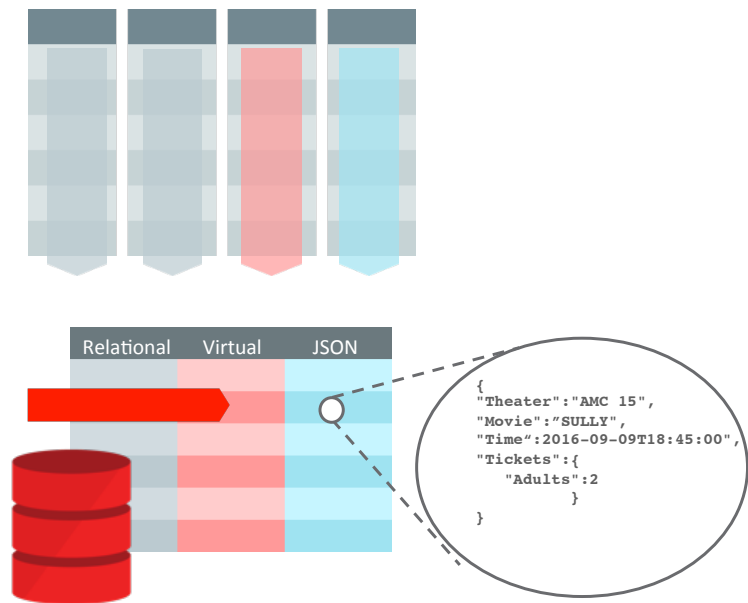 Relational Virtual JSON
{
"Theater":"AMC 15",
"Movie":”SULLY",
"Time“:2016-09-09T18:45:00",
"Tickets":{
"Adults":2
}
}